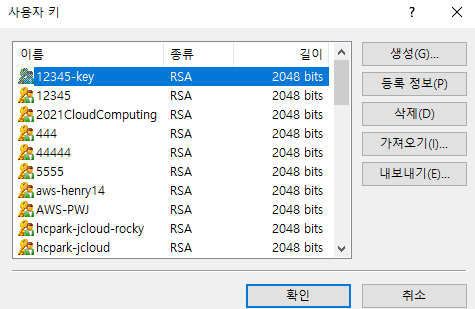 사용자 키
이름 종류 길이
12345-key RSA 2048 bits
12345 RSA 2048 bits
2021CloudComputing RSA 2048 bits
444 RSA 2048 bits
44444 RSA 2048 bits
5555 RSA 2048 bits
aws-henry14 RSA 2048 bits
AWS-PWJ RSA 2048 bits
hcpark-jcloud-rocky RSA 2048 bits
hcpark-jcloud RSA 2048 bits
생성(G)...
등록 정보(P)
삭제(D)
가져오기(I)...
내보내기(E)...
확인
취소